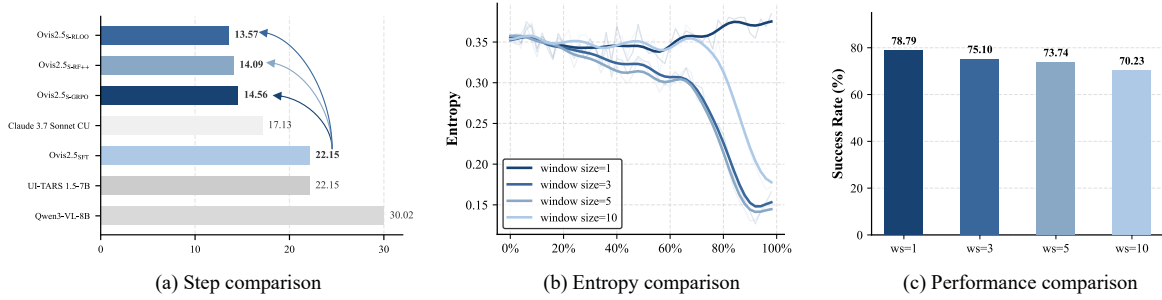 Ovis2.5S-RLOO
13.57
Ovis2.5S-RF++
14.09
Ovis2.5S-GRPO
14.56
Claude 3.7 Sonnet CU
17.13
Ovis2.5SFT
22.15
UI-TARS 1.5-7B
22.15
Qwen3-VL-8B
30.02
0 10 20 30
(a) Step comparison
Entropy
0.35
0.30
0.25
0.20
0.15
window size=1
window size=3
window size=5
window size=10
0% 20% 40% 60% 80% 100%
(b) Entropy comparison
Success Rate (%)
80
60
40
20
0
78.79
75.10
73.74
70.23
ws=1 ws=3 ws=5 ws=10
(c) Performance comparison